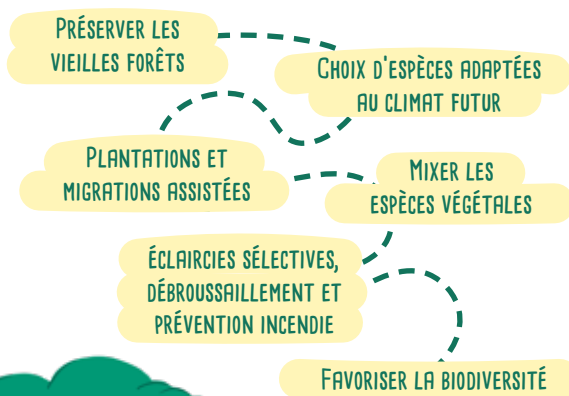 PRÉSERVER LES
VIEILLES FORÊTS
CHOIX D'ESPÈCES ADAPTÉES
AU CLIMAT FUTUR
PLANTATIONS ET
MIGRATIONS ASSISTÉES
MIXER LES
ESPÈCES VÉGÉTALES
ÉCLAIRCIES SÉLECTIVES,
DÉBROUSSAILLEMENT ET
PRÉVENTION INCENDIE
FAVORISER LA BIODIVERSITÉ